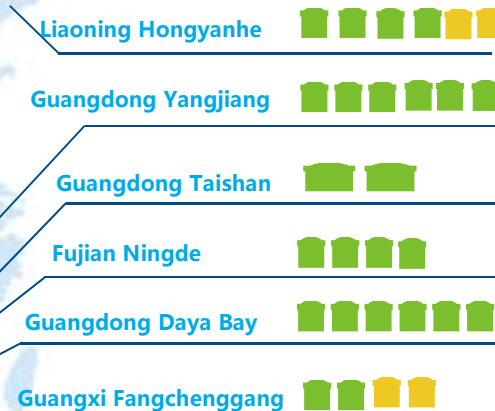 Liaoning Hongyanhe
Guangdong Yangjiang
Guangdong Taishan
Fujian Ningde
Guangdong Daya Bay
Guangxi Fangchenggang